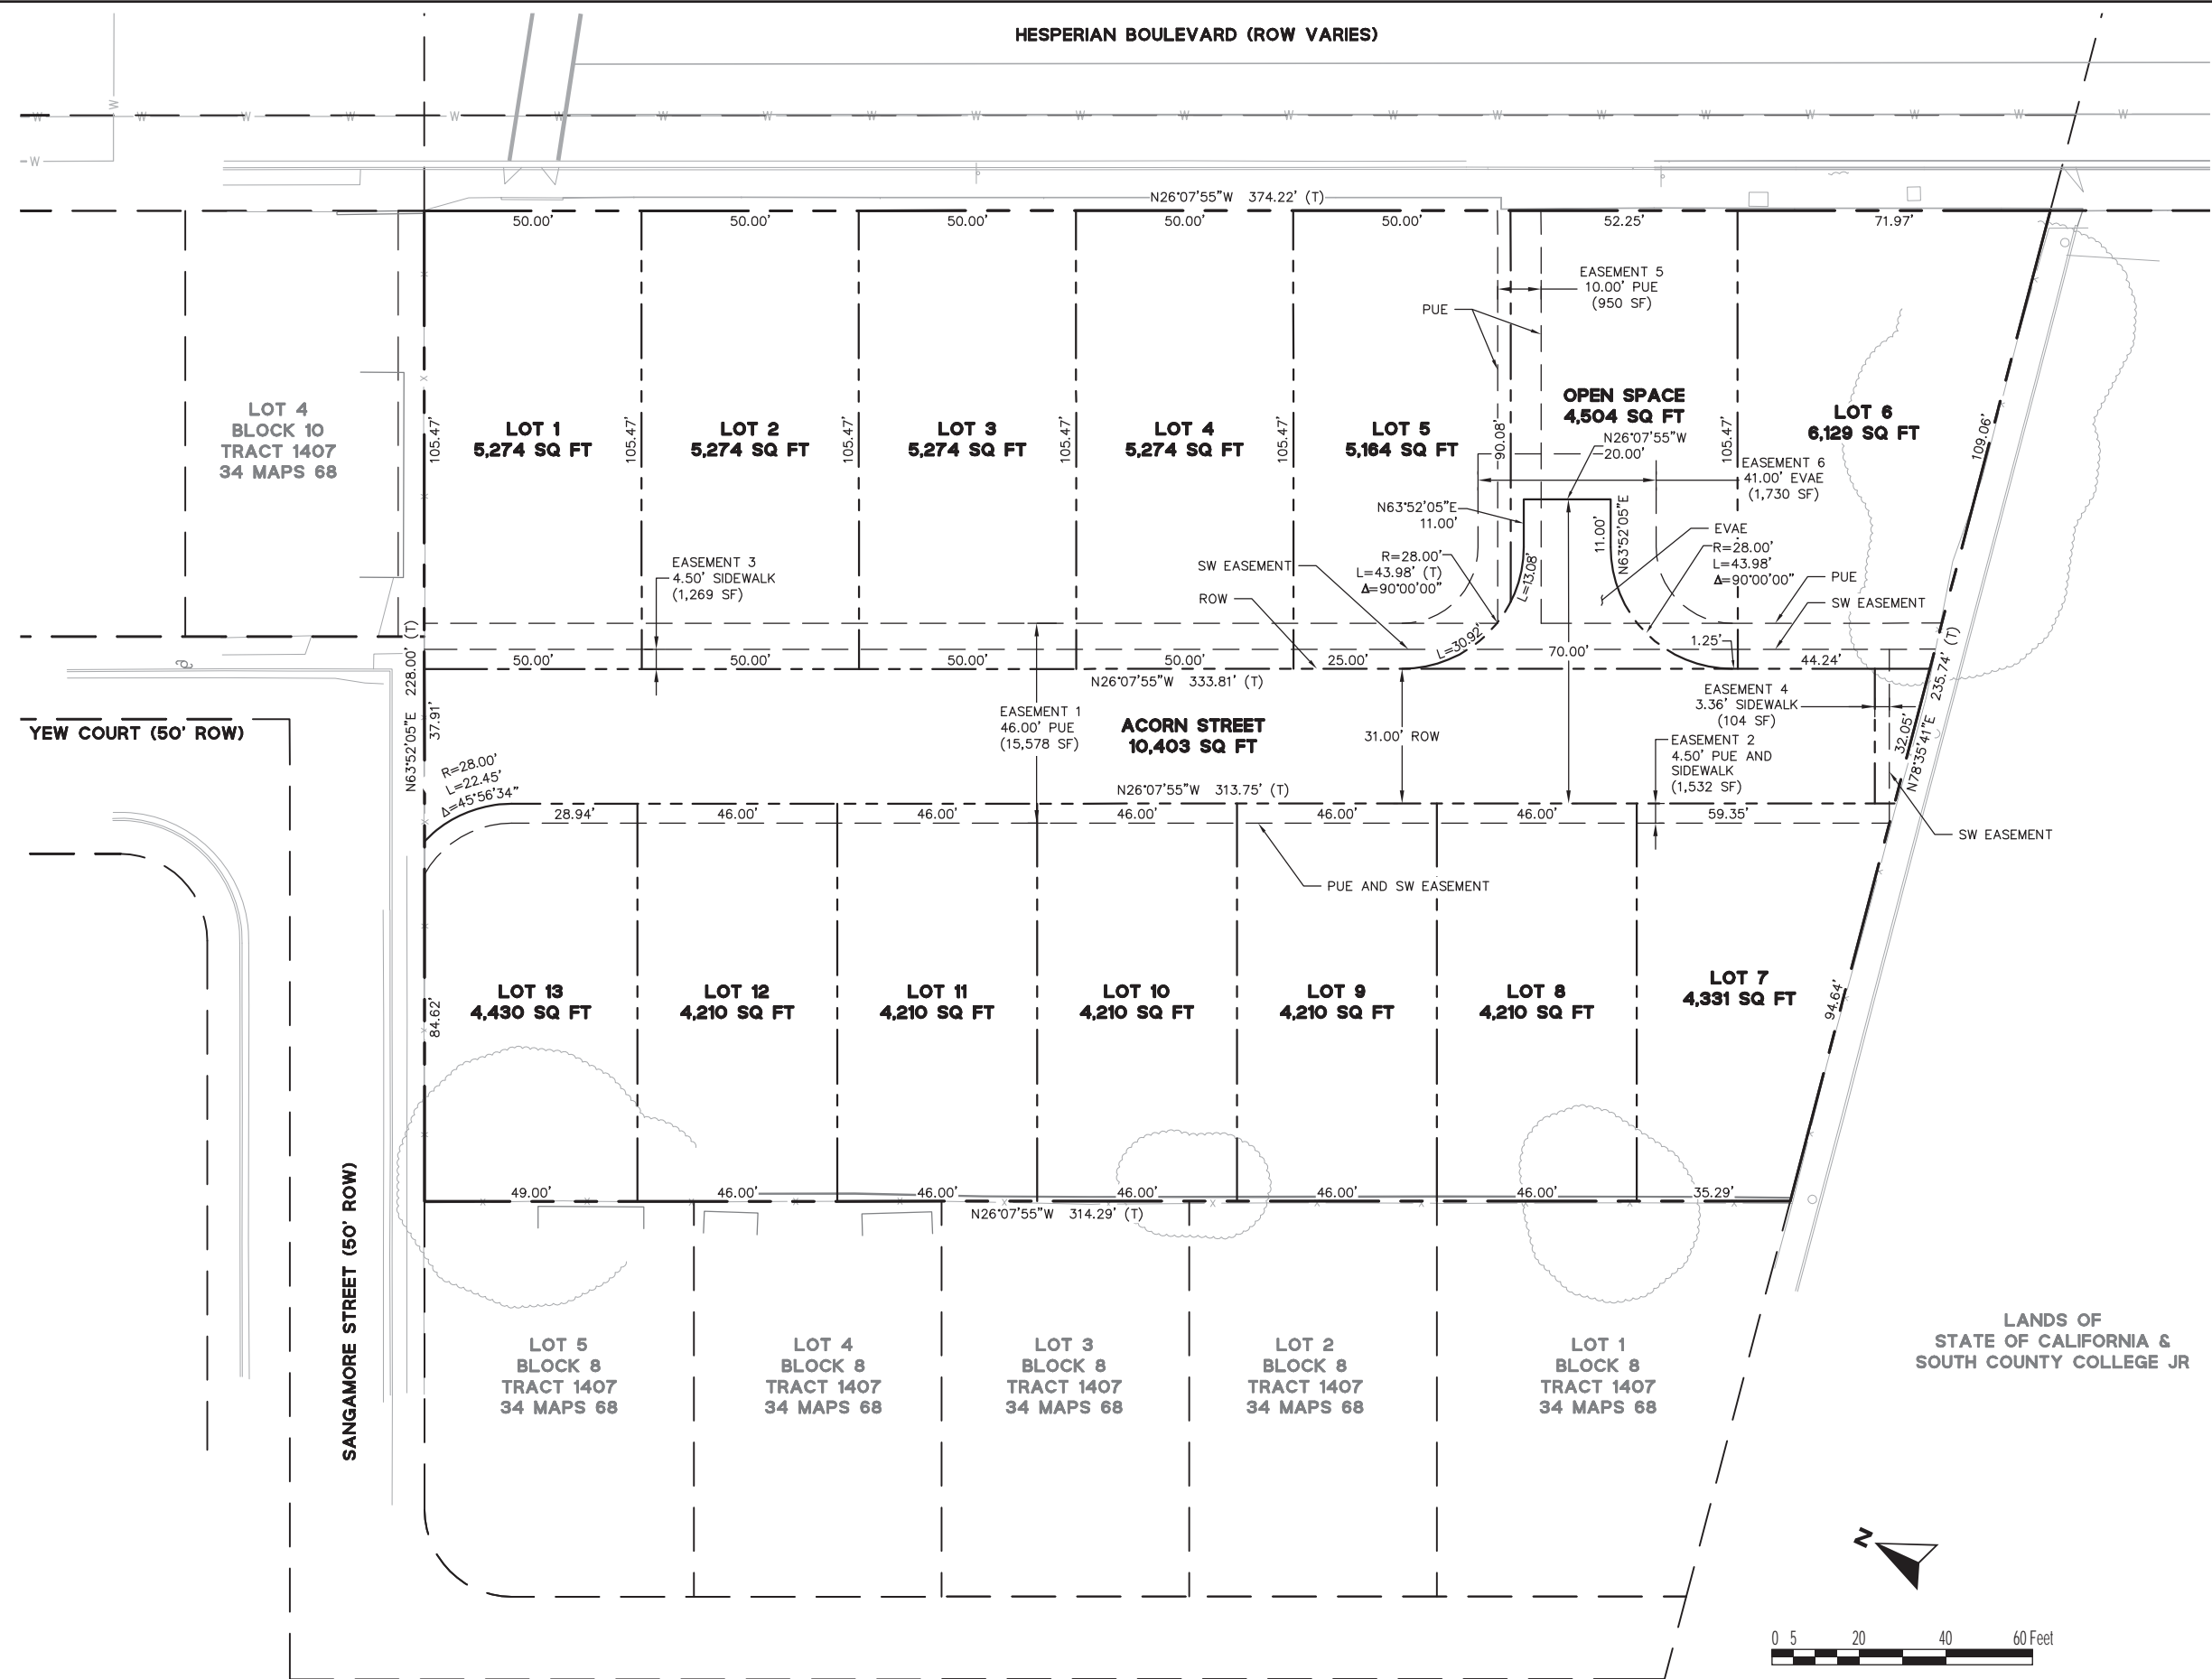 HESPERIAN BOULEVARD (ROW VARIES)
N26°07'55"W 374.22' (T)
50.00'
50.00'
50.00'
50.00'
50.00'
52.25'
71.97'
EASEMENT 5
10.00' PUE
(950 SF)
PUE
LOT 4
BLOCK 10
TRACT 1407
34 MAPS 68
105.47'
LOT 1
5,274 SQ FT
105.47'
LOT 2
5,274 SQ FT
105.47'
LOT 3
5,274 SQ FT
105.47'
LOT 4
5,274 SQ FT
105.47'
LOT 5
5,164 SQ FT
90.08'
OPEN SPACE
4,504 SQ FT
N26°07'55"W
20.00'
105.47'
LOT 6
6,129 SQ FT
109.06'
EASEMENT 6
41.00' EVAE
(1,730 SF)
N63°52'05"E
11.00'
11.00'
N63°52'05"E
EVAE
R=28.00'
L=43.98'
Δ=90°00'00"
PUE
SW EASEMENT
R=28.00'
L=43.98' (T)
Δ=90°00'00"
L=13.08'
SW EASEMENT
ROW
EASEMENT 3
4.50' SIDEWALK
(1,269 SF)
L=30.92'
70.00'
1.25'
50.00'
50.00'
50.00'
50.00'
25.00'
44.24'
N26°07'55"W 333.81' (T)
N63°52'05"E 228.00' (T)
37.91'
EASEMENT 1
46.00' PUE
(15,578 SF)
ACORN STREET
10,403 SQ FT
31.00' ROW
EASEMENT 4
3.36' SIDEWALK
(104 SF)
EASEMENT 2
4.50' PUE AND
SIDEWALK
(1,532 SF)
32.05'
N78°35'41"E 235.74' (T)
SW EASEMENT
YEW COURT (50' ROW)
R=28.00'
L=22.45'
Δ=45°56'34"
N26°07'55"W 313.75' (T)
28.94'
46.00'
46.00'
46.00'
46.00'
46.00'
59.35'
PUE AND SW EASEMENT
84.62'
LOT 13
4,430 SQ FT
LOT 12
4,210 SQ FT
LOT 11
4,210 SQ FT
LOT 10
4,210 SQ FT
LOT 9
4,210 SQ FT
LOT 8
4,210 SQ FT
LOT 7
4,331 SQ FT
94.64'
49.00'
46.00'
46.00'
46.00'
46.00'
46.00'
35.29'
N26°07'55"W 314.29' (T)
SANGAMORE STREET (50' ROW)
LOT 5
BLOCK 8
TRACT 1407
34 MAPS 68
LOT 4
BLOCK 8
TRACT 1407
34 MAPS 68
LOT 3
BLOCK 8
TRACT 1407
34 MAPS 68
LOT 2
BLOCK 8
TRACT 1407
34 MAPS 68
LOT 1
BLOCK 8
TRACT 1407
34 MAPS 68
LANDS OF
STATE OF CALIFORNIA &
SOUTH COUNTY COLLEGE JR
N
0 5 20 40 60 Feet